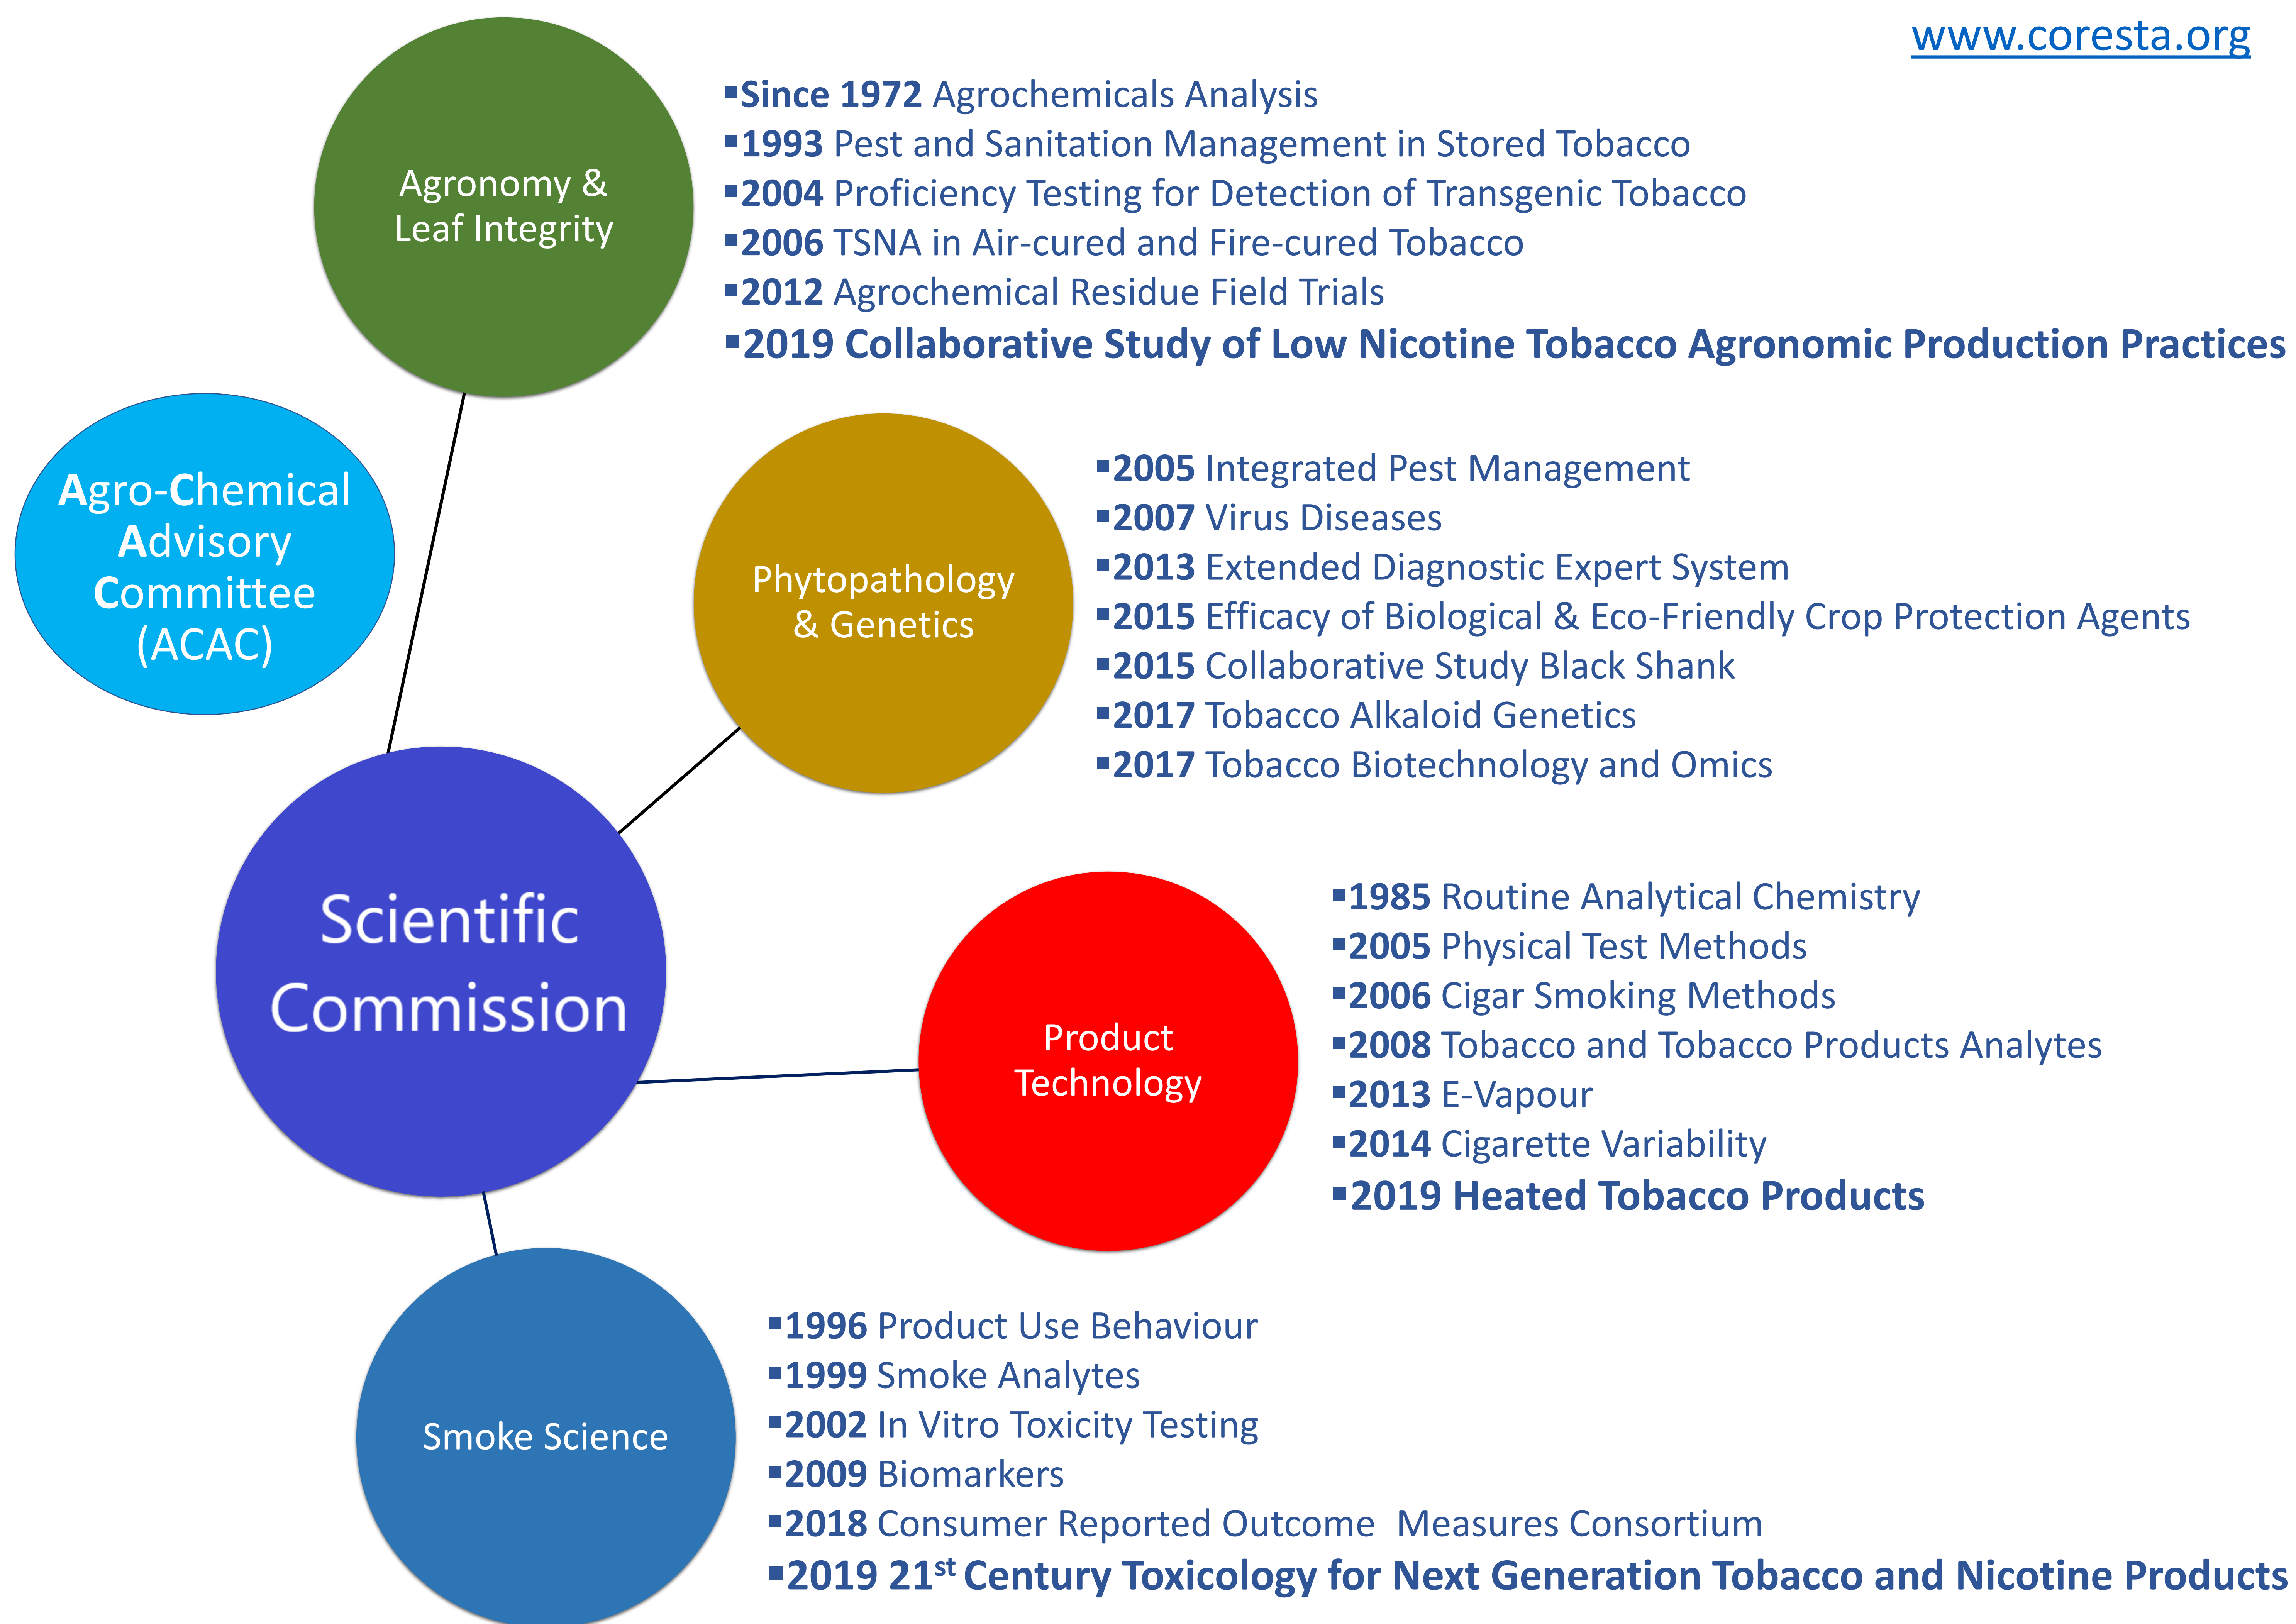 www.coresta.org
Agronomy &
Leaf Integrity
▪Since 1972 Agrochemicals Analysis
▪1993 Pest and Sanitation Management in Stored Tobacco
▪2004 Proficiency Testing for Detection of Transgenic Tobacco
▪2006 TSNA in Air-cured and Fire-cured Tobacco
▪2012 Agrochemical Residue Field Trials
▪2019 Collaborative Study of Low Nicotine Tobacco Agronomic Production Practices
Agro-Chemical
Advisory
Committee
(ACAC)
Phytopathology
& Genetics
▪2005 Integrated Pest Management
▪2007 Virus Diseases
▪2013 Extended Diagnostic Expert System
▪2015 Efficacy of Biological & Eco-Friendly Crop Protection Agents
▪2015 Collaborative Study Black Shank
▪2017 Tobacco Alkaloid Genetics
▪2017 Tobacco Biotechnology and Omics
Scientific
Commission
Product
Technology
▪1985 Routine Analytical Chemistry
▪2005 Physical Test Methods
▪2006 Cigar Smoking Methods
▪2008 Tobacco and Tobacco Products Analytes
▪2013 E-Vapour
▪2014 Cigarette Variability
▪2019 Heated Tobacco Products
Smoke Science
▪1996 Product Use Behaviour
▪1999 Smoke Analytes
▪2002 In Vitro Toxicity Testing
▪2009 Biomarkers
▪2018 Consumer Reported Outcome  Measures Consortium
▪2019 21st Century Toxicology for Next Generation Tobacco and Nicotine Products